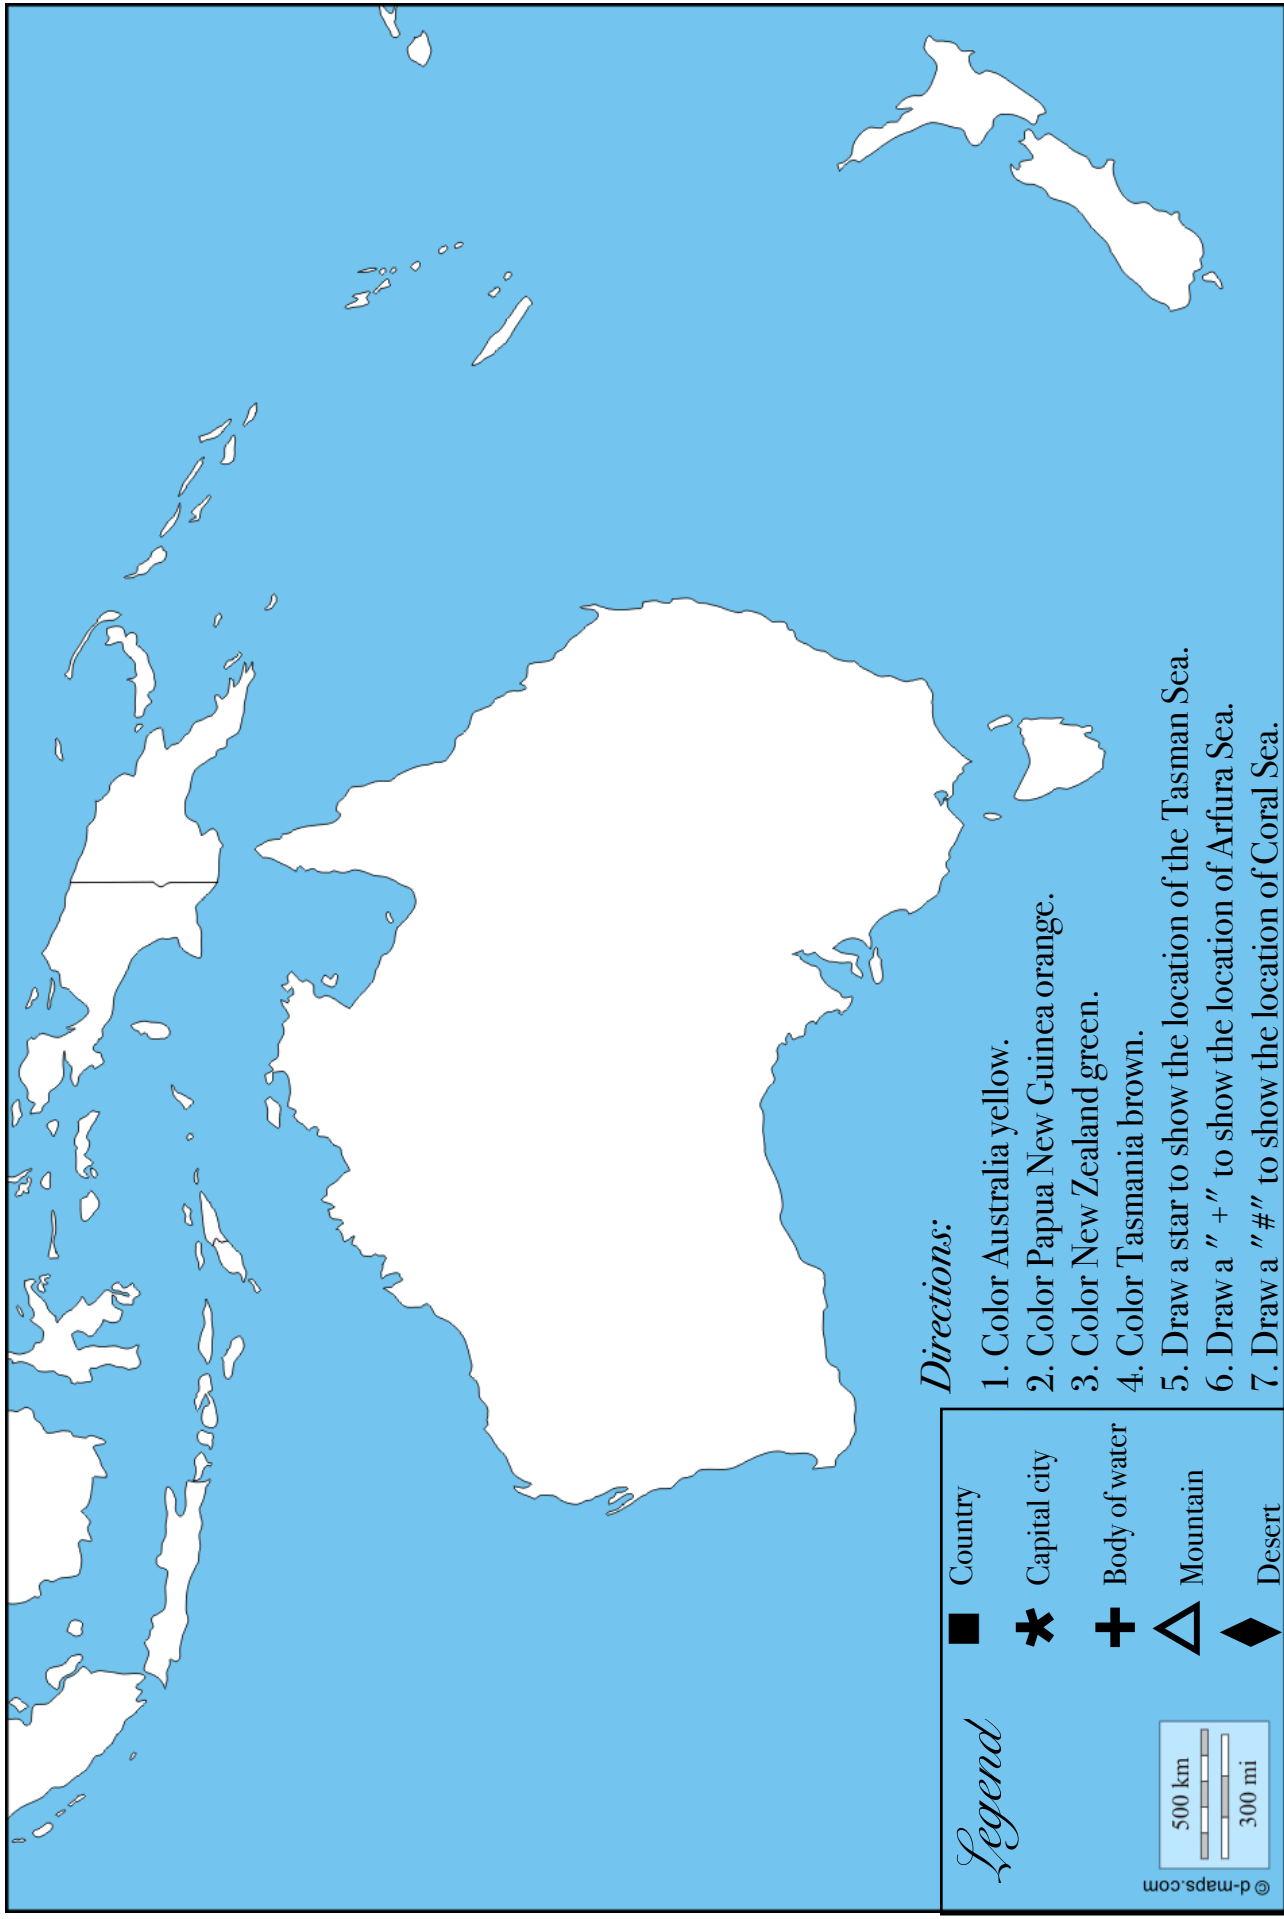 Directions:
1. Color Australia yellow.
2. Color Papua New Guinea orange.
3. Color New Zealand green.
4. Color Tasmania brown.
5. Draw a star to show the location of the Tasman Sea.
6. Draw a "+" to show the location of Arfura Sea.
7. Draw a "#" to show the location of Coral Sea.
Legend
Country
Capital city
Body of water
Mountain
Desert
500 km
300 mi
© d-maps.com